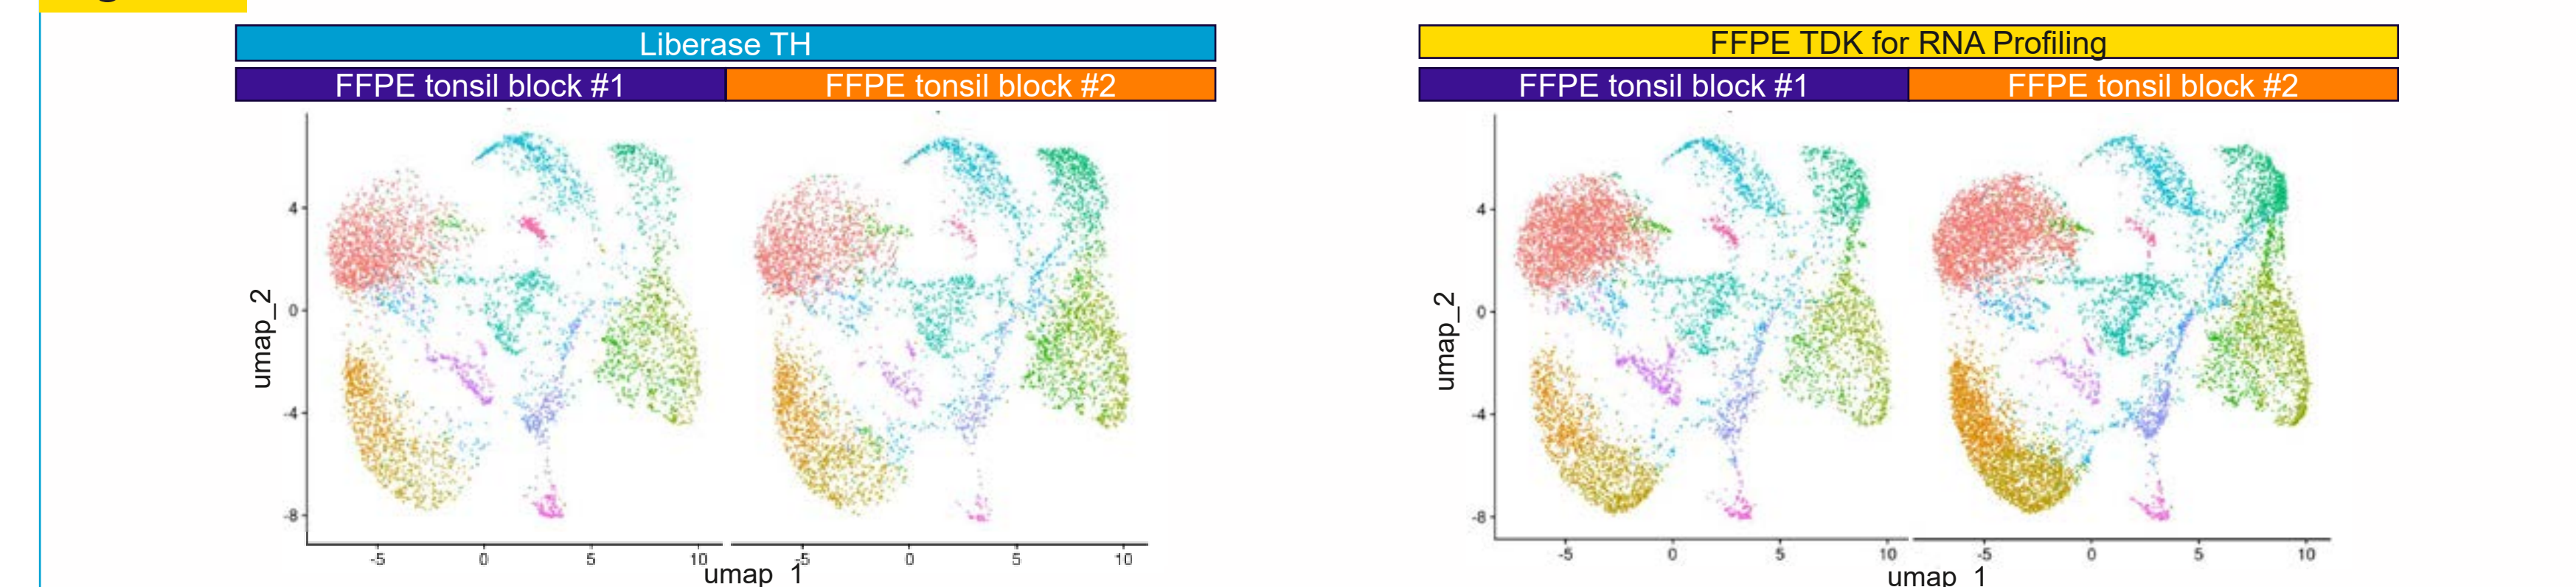 Liberase TH
FFPE tonsil block #1 FFPE tonsil block #2
FFPE TDK for RNA Profiling
FFPE tonsil block #1 FFPE tonsil block #2
umap_2
4
0
-4
-8
-5 0 5 10 -5 0 5 10
umap_1
umap_2
4
0
-4
-8
-5 0 5 10 -5 0 5 10
umap_1